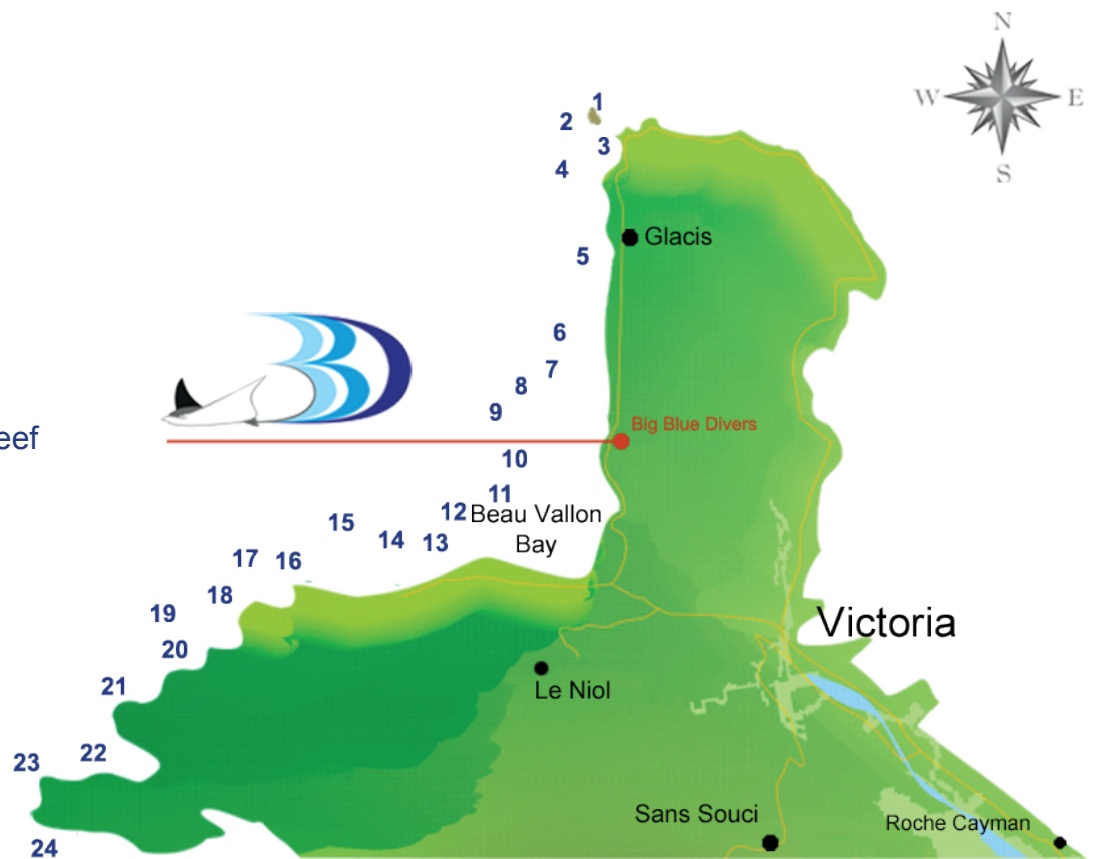 N
W E
S
1
2
3
4
Glacis
5
6
7
8
9
Big Blue Divers
eef
10
11
12 Beau Vallon
Bay
15
14 13
17 16
18
19
20
Victoria
21
Le Niol
22
23
Sans Souci
Roche Cayman
24